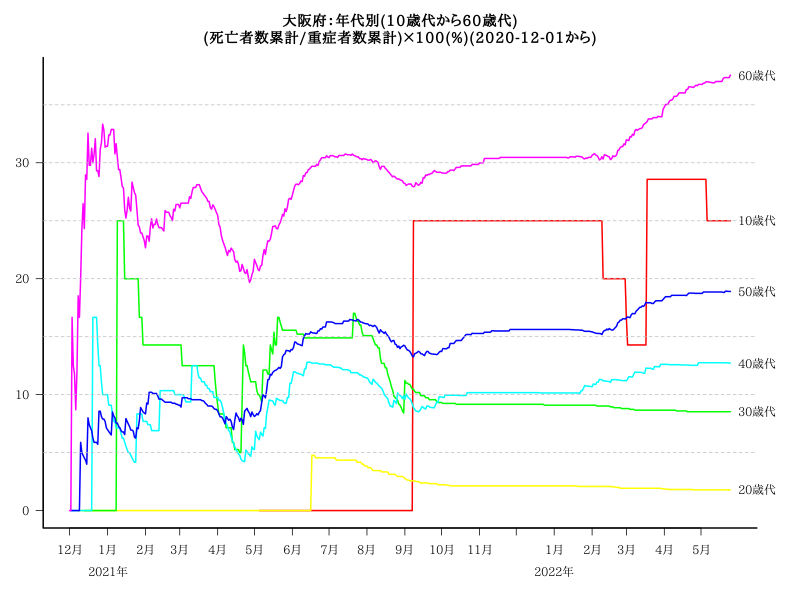 大阪府：年代別(10歳代から60歳代)
(死亡者数累計/重症者数累計)×100(%)(2020-12-01から)
60歳代
30
10歳代
20
50歳代
40歳代
10
30歳代
20歳代
0
12月 1月 2月 3月 4月 5月 6月 7月 8月 9月 10月 11月 1月 2月 3月 4月 5月
2021年 2022年